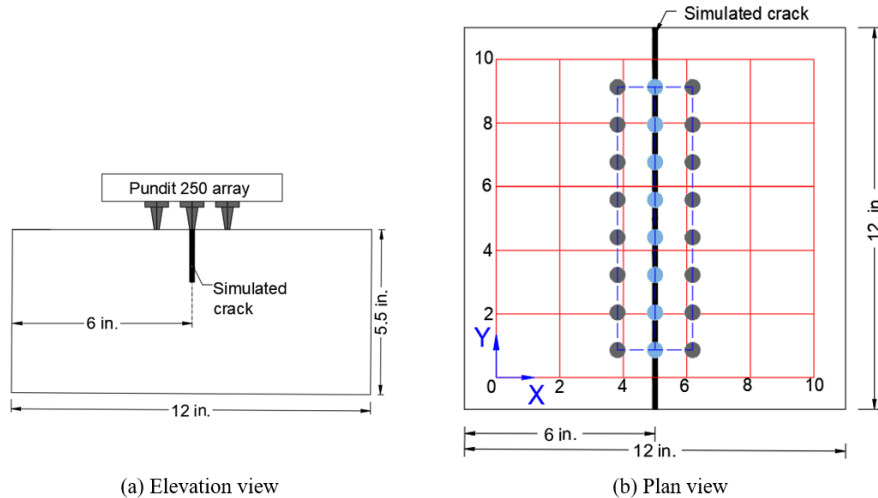 Pundit 250 array
Simulated
crack
6 in.
5.5 in.
12 in.
(a) Elevation view
Simulated crack
10
8
6
4
2
0
Y
X
2
4
6
8
10
12 in.
6 in.
12 in.
(b) Plan view